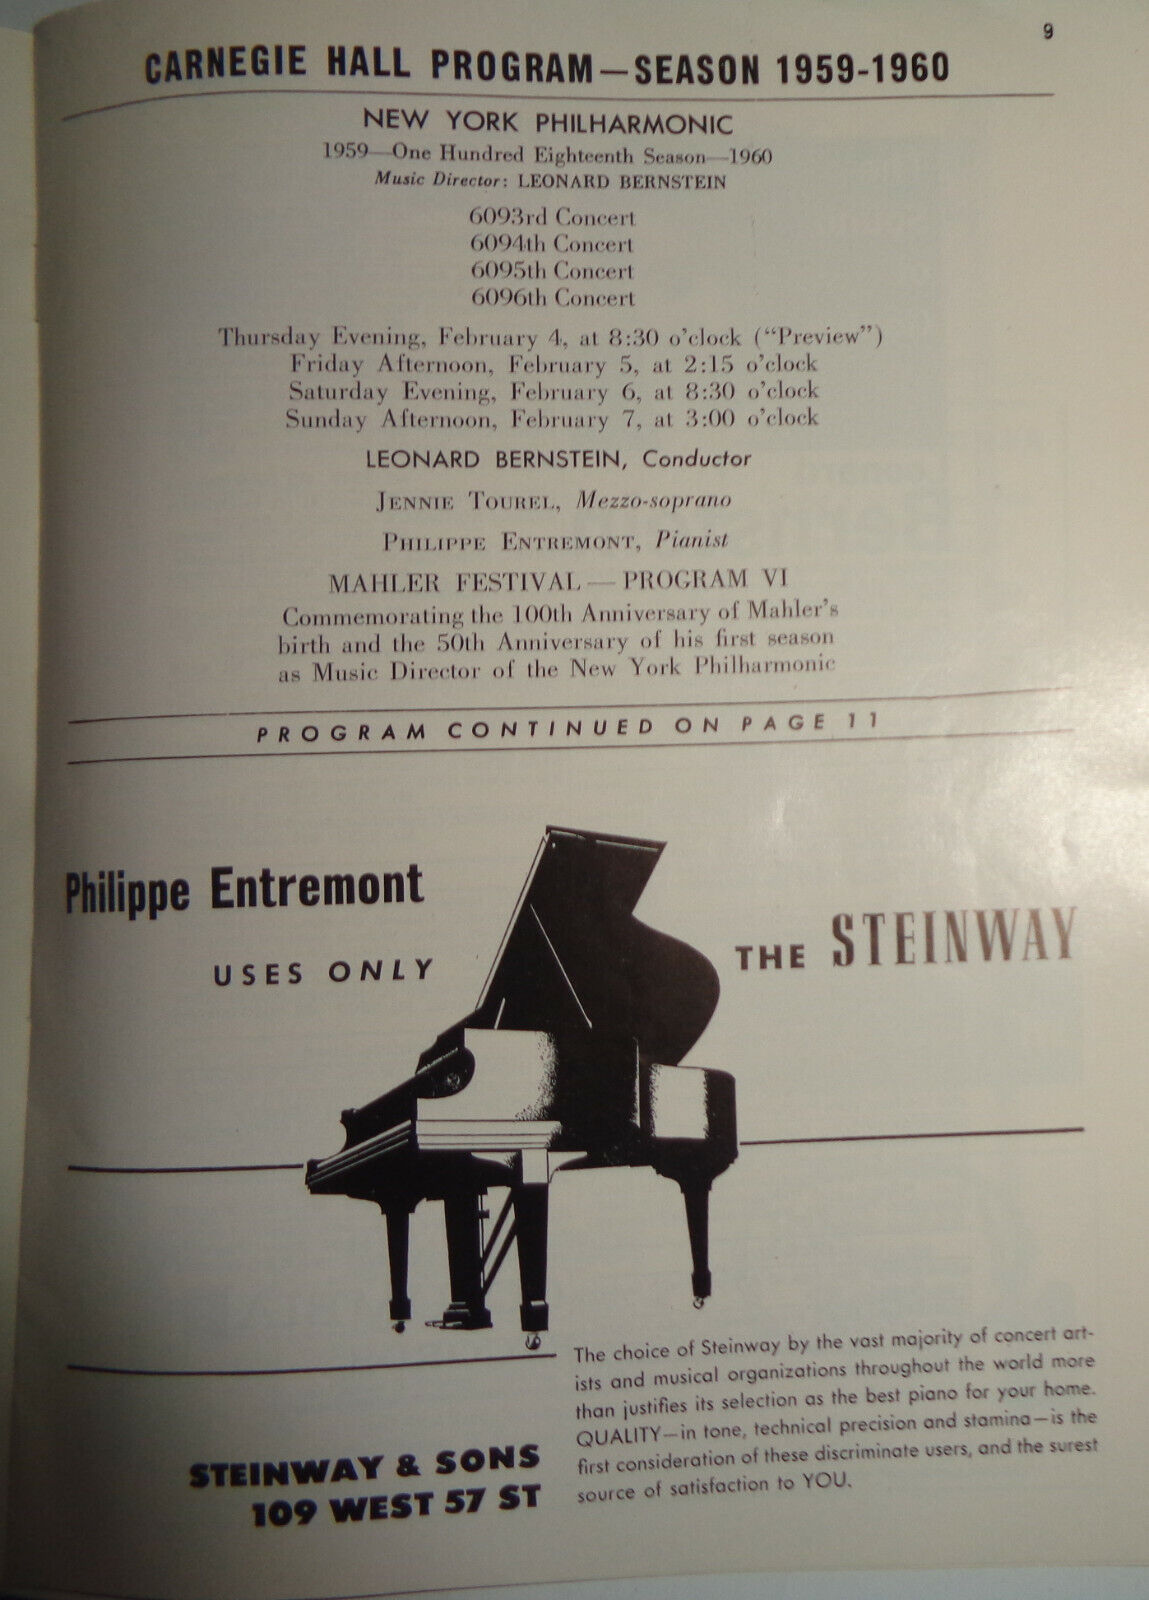 9
CARNEGIE HALL PROGRAM—SEASON 1959-1960
NEW YORK PHILHARMONIC
1959—One Hundred Eighteenth Season—1960
Music Director: LEONARD BERNSTEIN
6093rd Concert
6094th Concert
6095th Concert
6096th Concert
Thursday Evening, February 4, at 8:30 o'clock ("Preview")
Friday Afternoon, February 5, at 2:15 o'clock
Saturday Evening, February 6, at 8:30 o'clock
Sunday Afternoon, February 7, at 3:00 o'clock
LEONARD BERNSTEIN, Conductor
JENNIE TOUREL, Mezzo-soprano
PHILIPPE ENTREMONT, Pianist
MAHLER FESTIVAL — PROGRAM VI
Commemorating the 100th Anniversary of Mahler's
birth and the 50th Anniversary of his first season
as Music Director of the New York Philharmonic
PROGRAM CONTINUED ON PAGE 11
Philippe Entremont
USES ONLY
THE STEINWAY
The choice of Steinway by the vast majority of concert art-
ists and musical organizations throughout the world more
than justifies its selection as the best piano for your home.
QUALITY—in tone, technical precision and stamina—is the
first consideration of these discriminate users, and the surest
source of satisfaction to YOU.
STEINWAY & SONS
109 WEST 57 ST